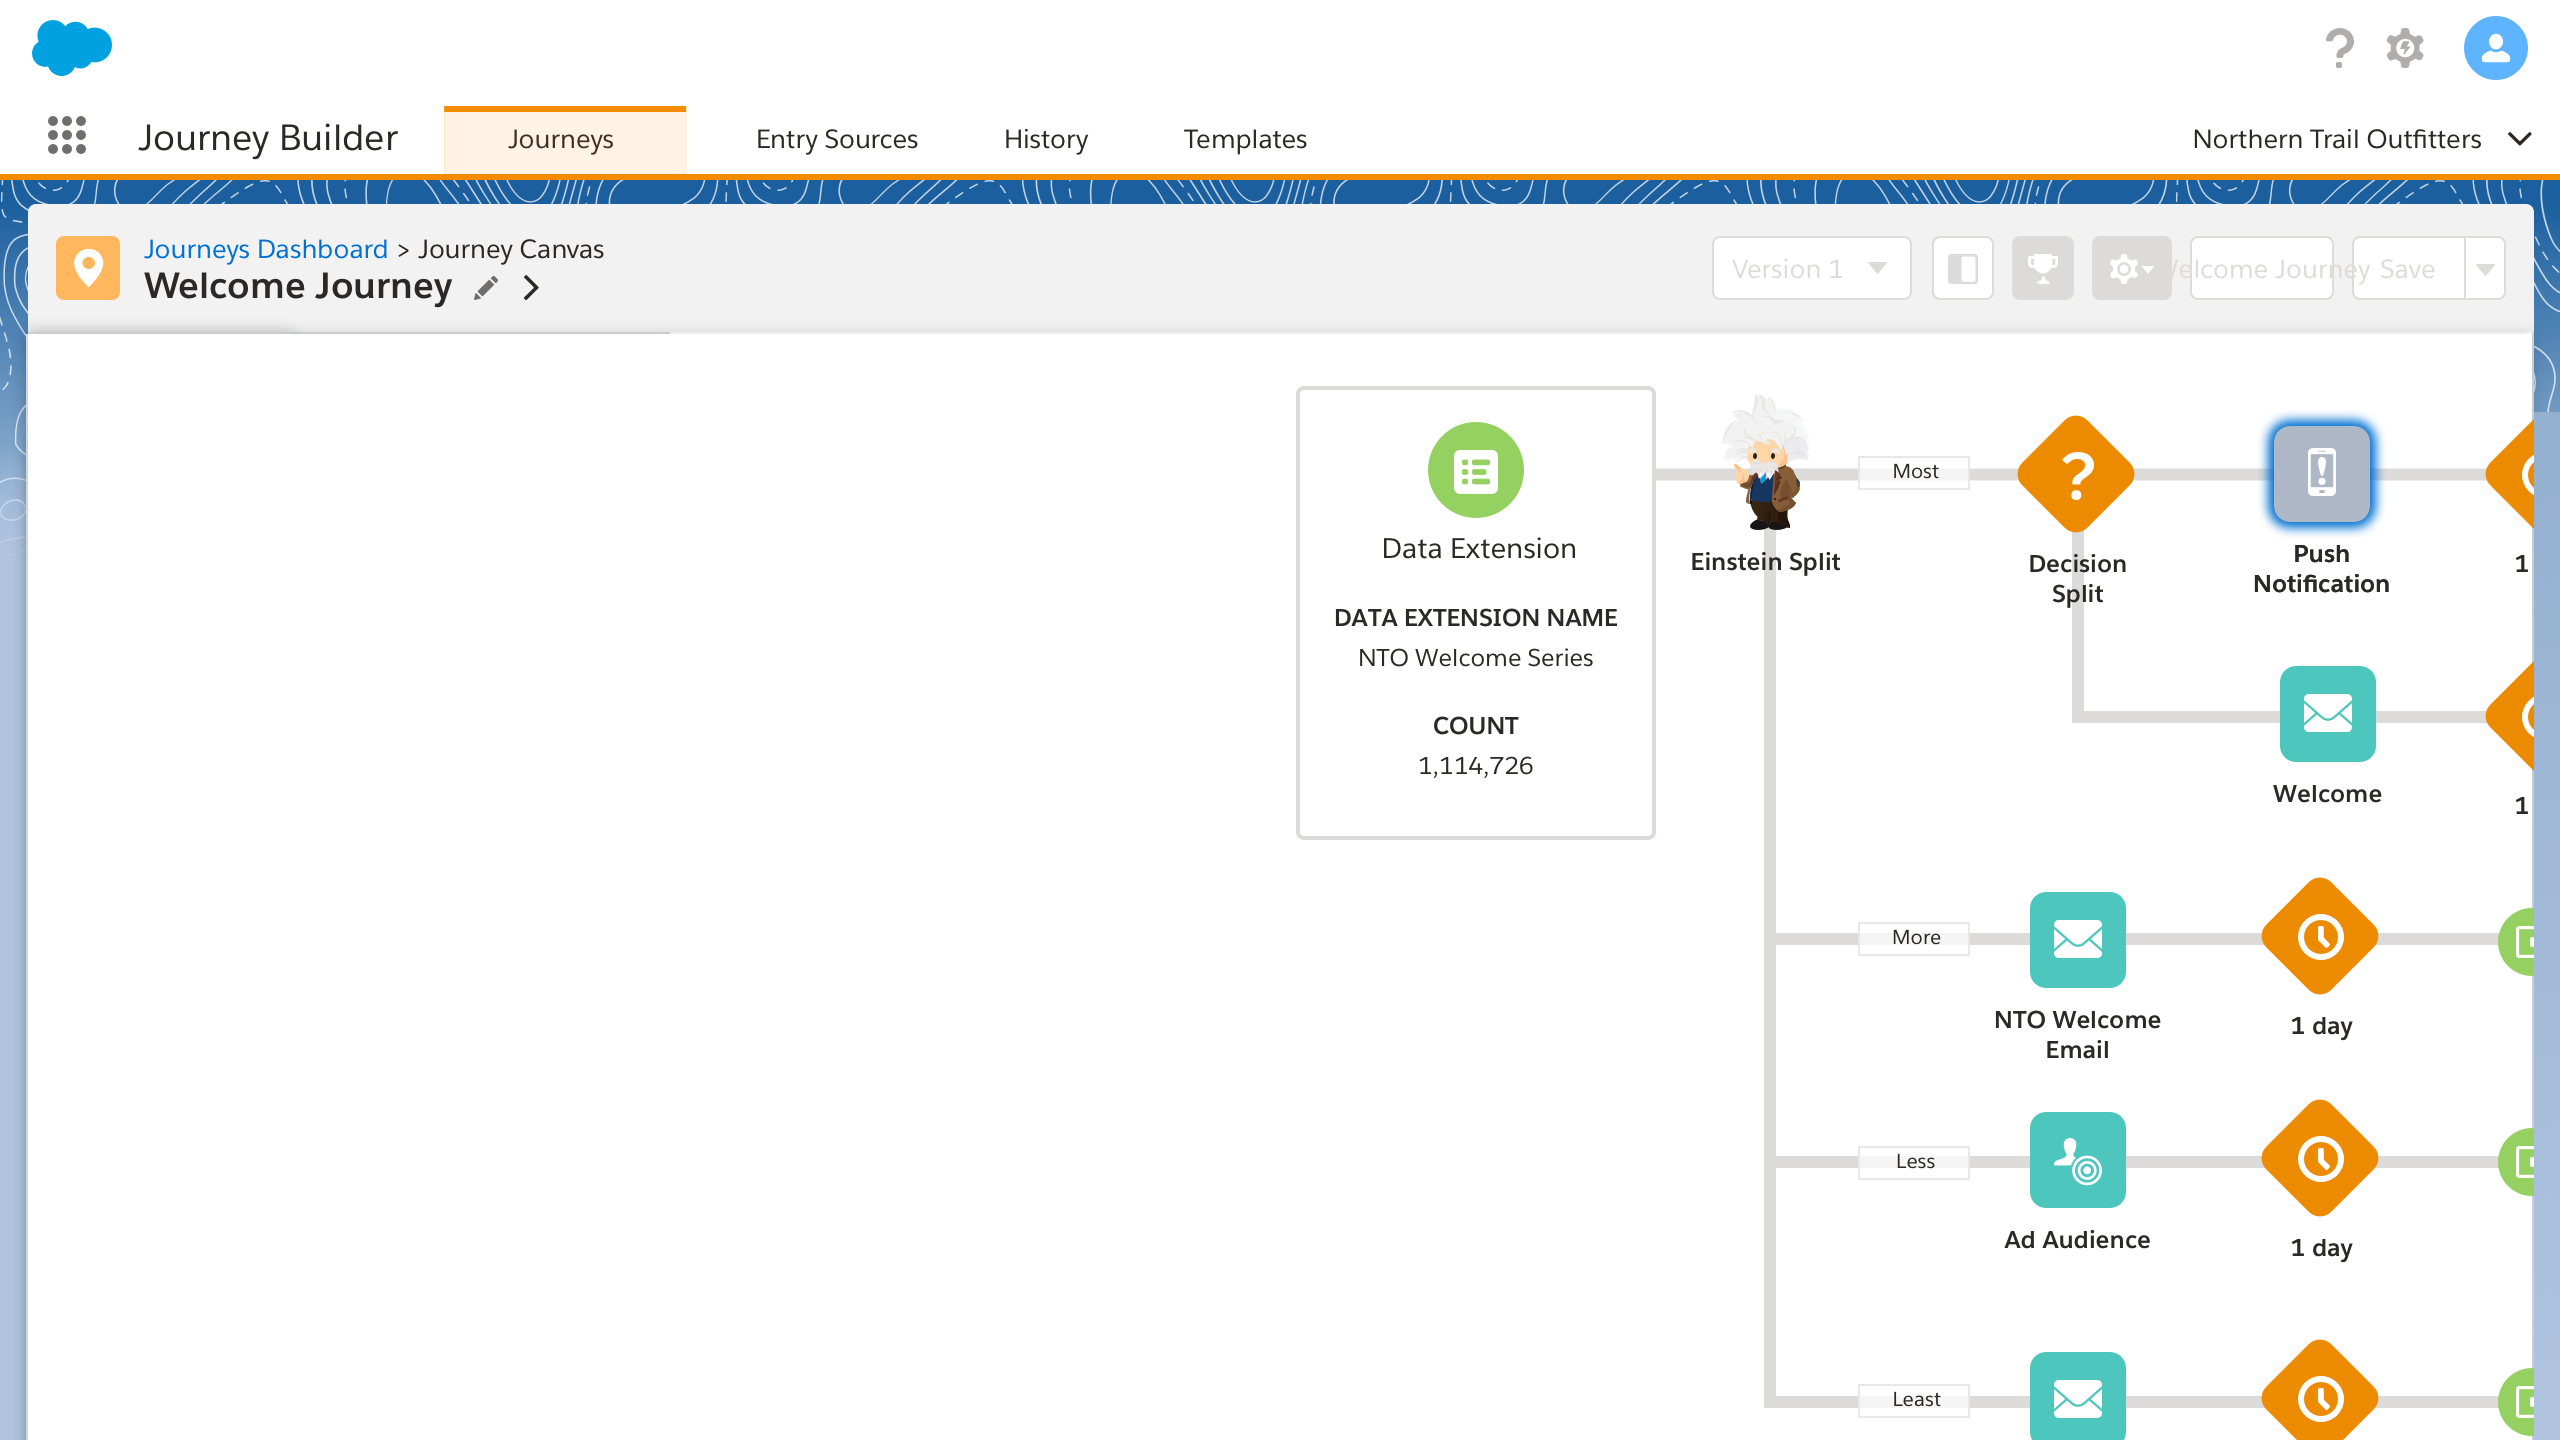 Journey Builder
Journeys
Entry Sources
History
Templates
Northern Trail Outfitters
Journeys Dashboard > Journey Canvas
Welcome Journey
Version 1
elcome Journey
Save
Data Extension
DATA EXTENSION NAME
NTO Welcome Series
COUNT
1,114,726
Einstein Split
Most
Decision
Split
Push
Notification
1
Welcome
1
More
NTO Welcome
Email
1 day
Less
Ad Audience
1 day
Least